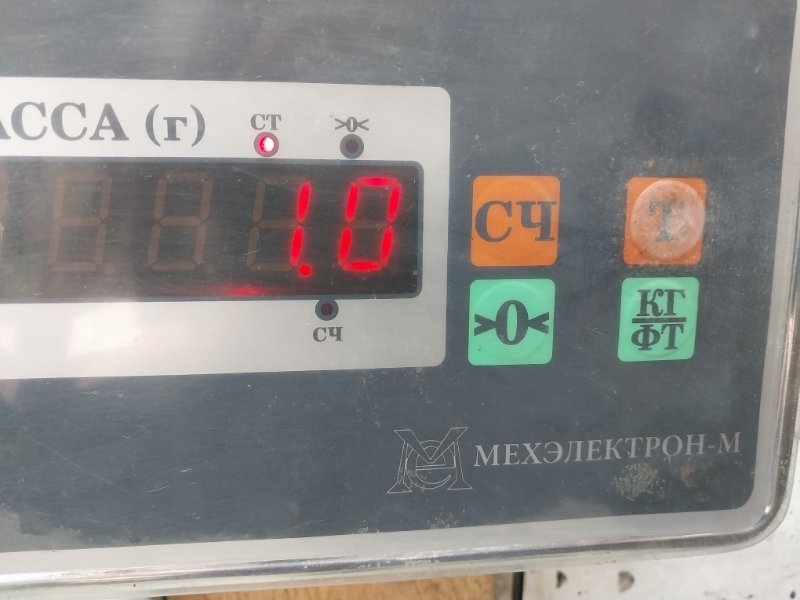 АССА (г)
СТ
>0<
1.0
СЧ
СЧ
Т
>0<
КГ
ФТ
МЕХЭЛЕКТРОН-М